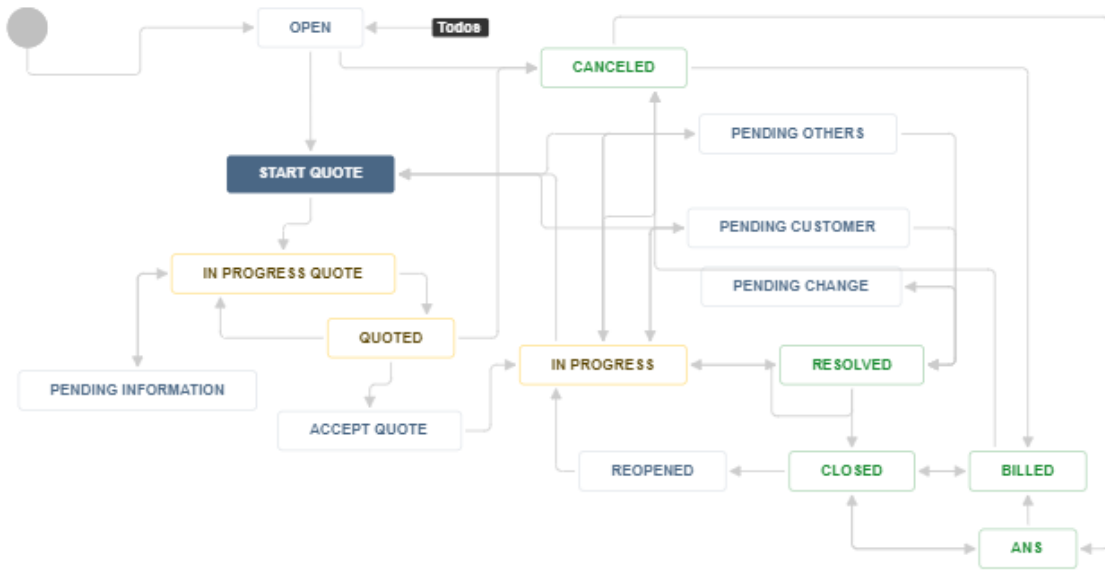 OPEN
Todos
CANCELED
PENDING OTHERS
START QUOTE
PENDING CUSTOMER
IN PROGRESS QUOTE
PENDING CHANGE
QUOTED
IN PROGRESS
RESOLVED
PENDING INFORMATION
ACCEPT QUOTE
REOPENED
CLOSED
BILLED
ANS